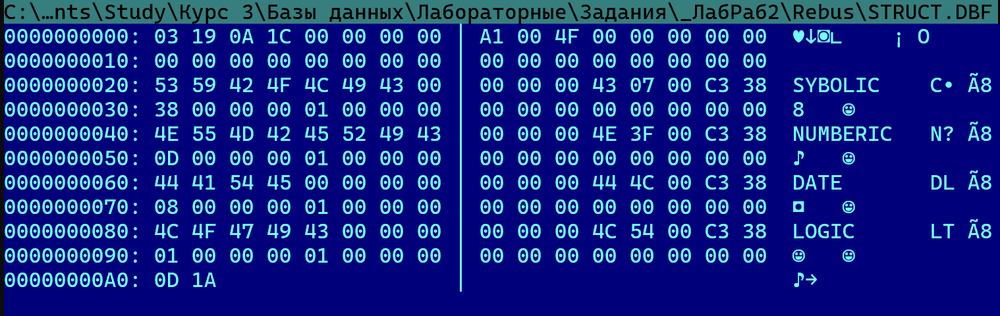 C:\…nts\Study\Курс 3\Базы данных\Лабораторные\Задания\_ЛабРаб2\Rebus\STRUCT.DBF
0000000000: 03 19 0A 1C 00 00 00 00 │ A1 00 4F 00 00 00 00 00 ♥↓◙∟    ¡ O
0000000010: 00 00 00 00 00 00 00 00 │ 00 00 00 00 00 00 00 00
0000000020: 53 59 42 4F 4C 49 43 00 │ 00 00 00 43 07 00 C3 38 SYBOLIC    C• Ã8
0000000030: 38 00 00 00 01 00 00 00 │ 00 00 00 00 00 00 00 00 8   ☺
0000000040: 4E 55 4D 42 45 52 49 43 │ 00 00 00 4E 3F 00 C3 38 NUMBERIC   N? Ã8
0000000050: 0D 00 00 00 01 00 00 00 │ 00 00 00 00 00 00 00 00 ♪   ☺
0000000060: 44 41 54 45 00 00 00 00 │ 00 00 00 44 4C 00 C3 38 DATE       DL Ã8
0000000070: 08 00 00 00 01 00 00 00 │ 00 00 00 00 00 00 00 00 ◘   ☺
0000000080: 4C 4F 47 49 43 00 00 00 │ 00 00 00 4C 54 00 C3 38 LOGIC      LT Ã8
0000000090: 01 00 00 00 01 00 00 00 │ 00 00 00 00 00 00 00 00 ☺   ☺
00000000A0: 0D 1A ♪→